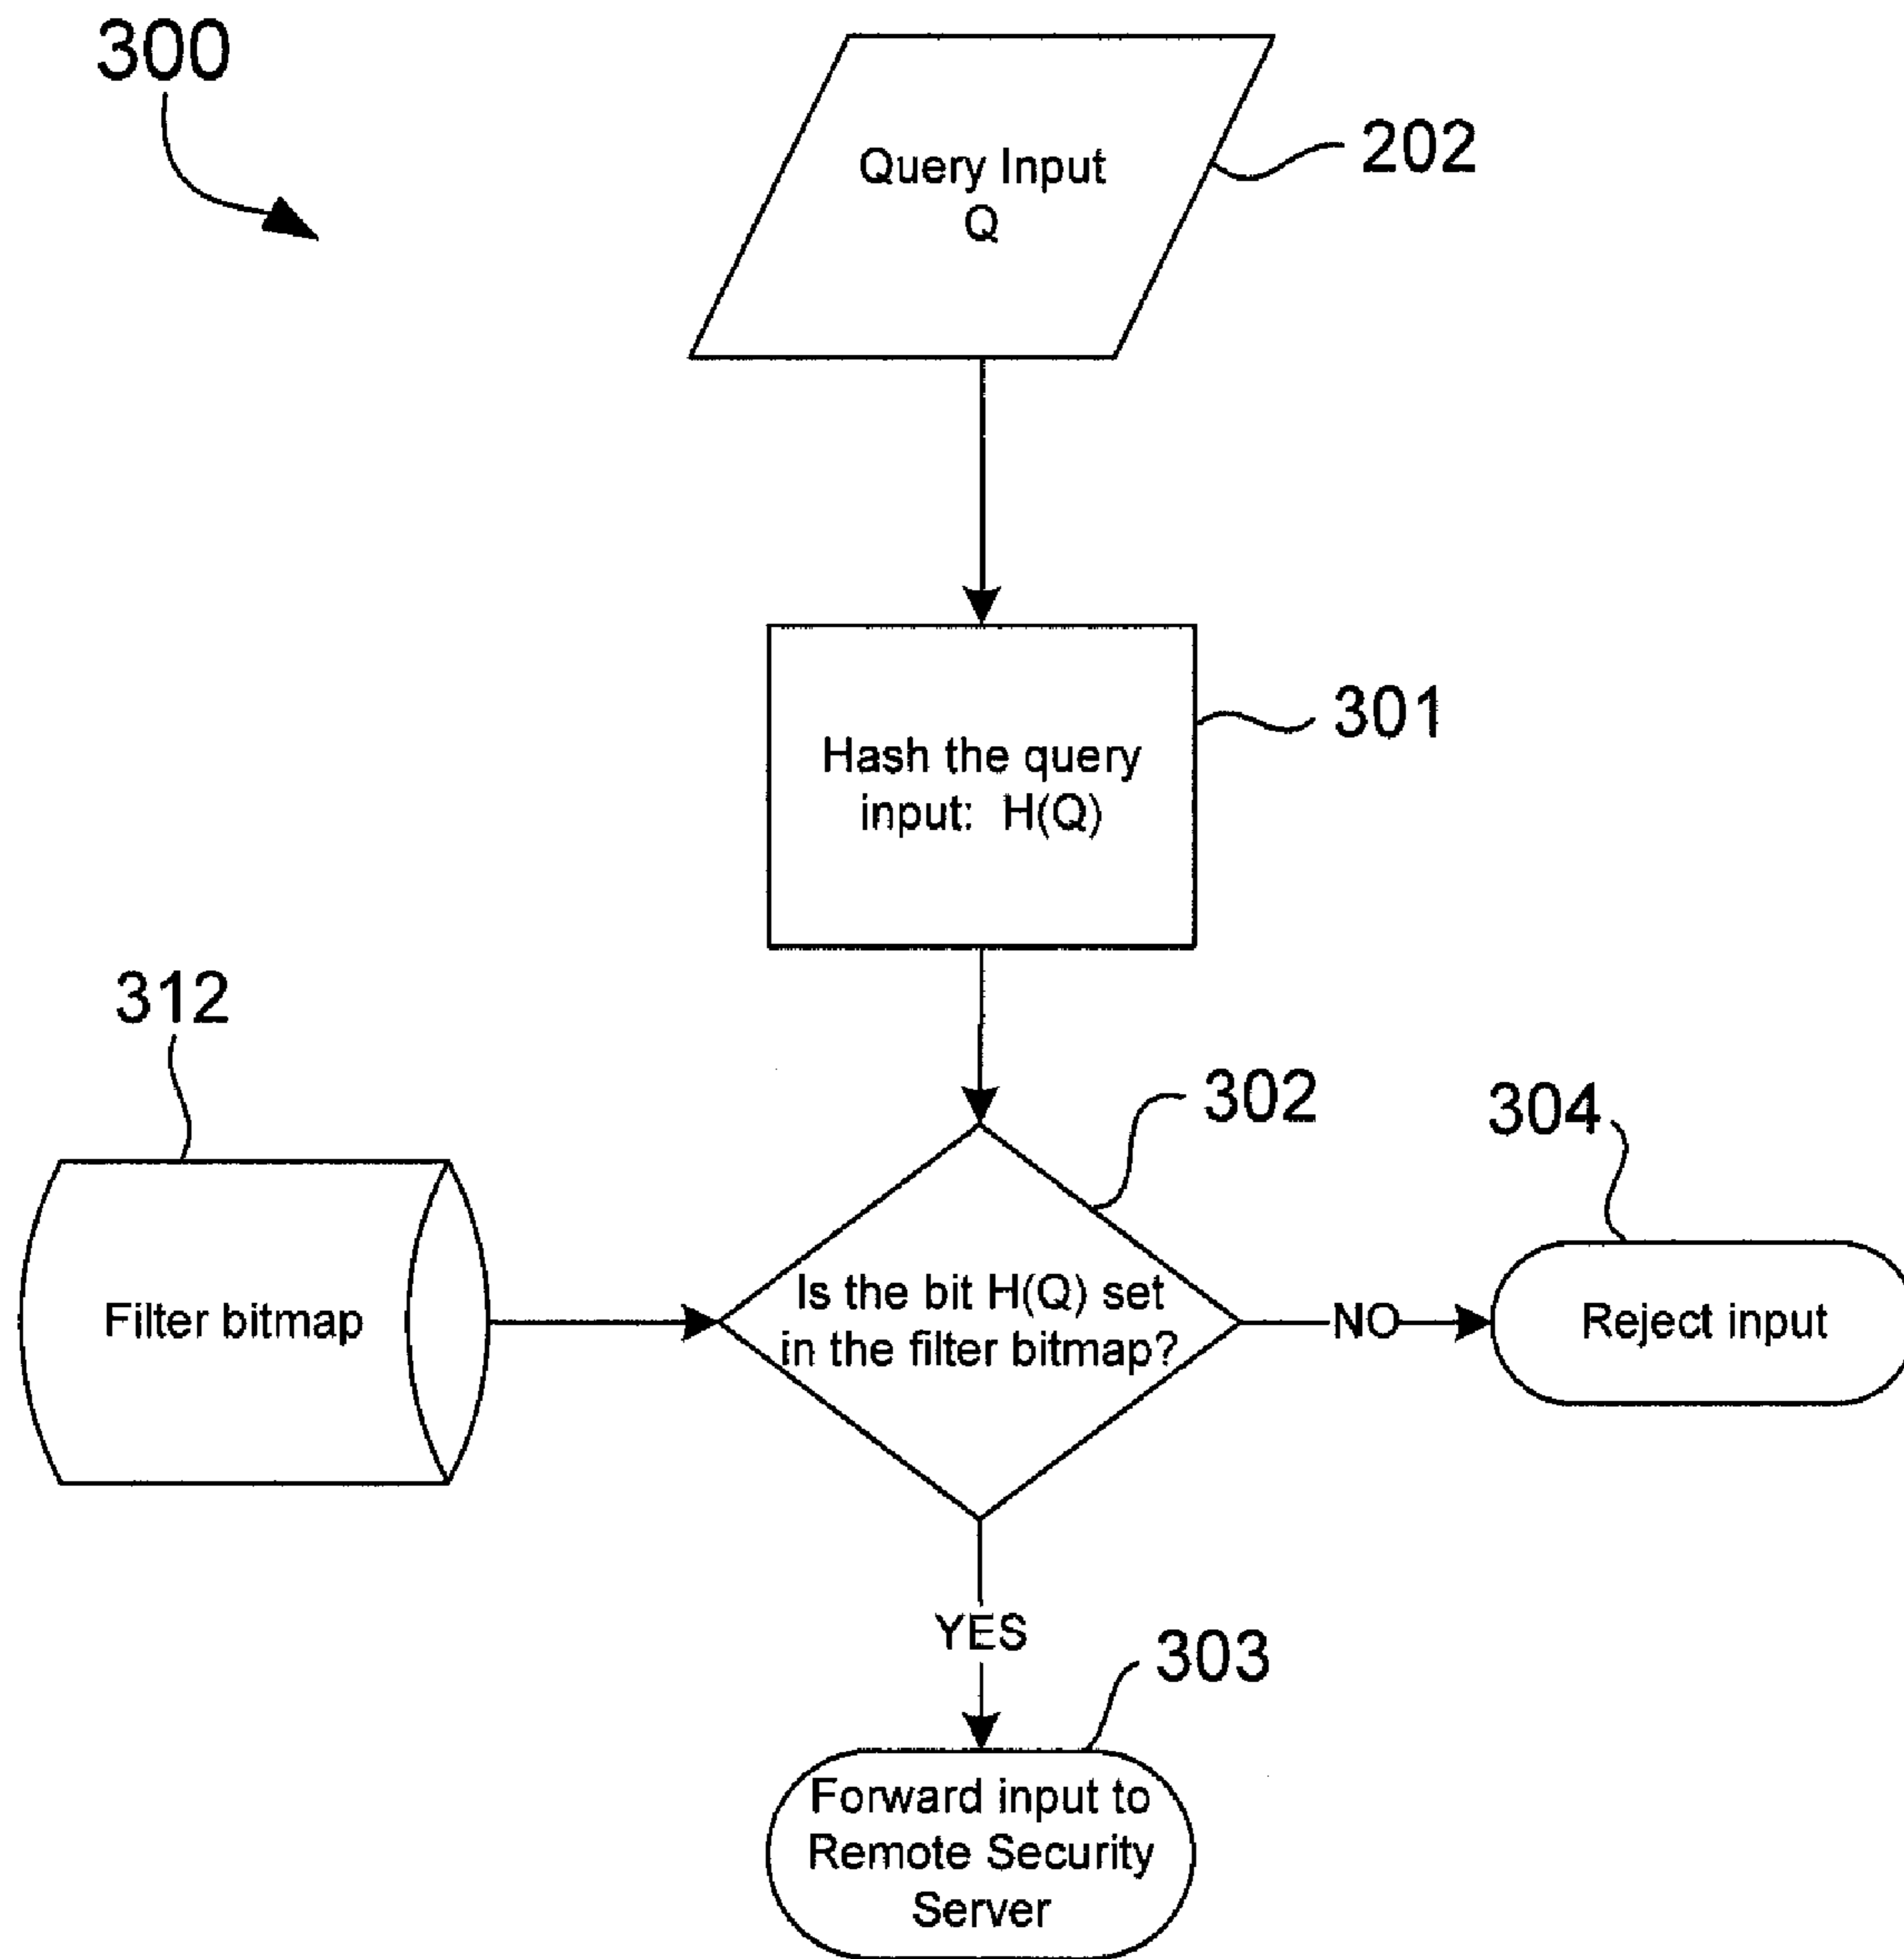 300
Query Input
Q
202
Hash the query
input: H(Q)
301
312
302
304
Filter bitmap
Is the bit H(Q) set
in the filter bitmap?
NO
Reject input
YES
303
Forward input to
Remote Security
Server